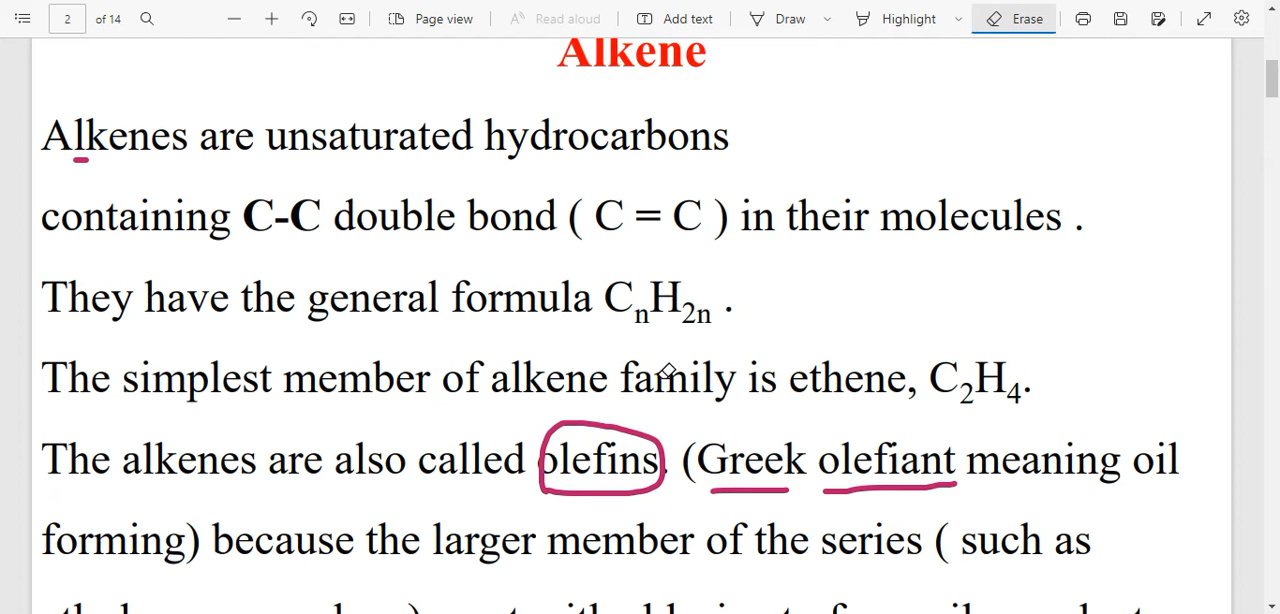 2 of 14 Page view Read aloud Add text Draw Highlight Erase
Alkene
Alkenes are unsaturated hydrocarbons
containing C-C double bond ( C = C ) in their molecules .
They have the general formula CₙH₂ₙ .
The simplest member of alkene family is ethene, C₂H₄.
The alkenes are also called olefins. (Greek olefiant meaning oil
forming) because the larger member of the series ( such as